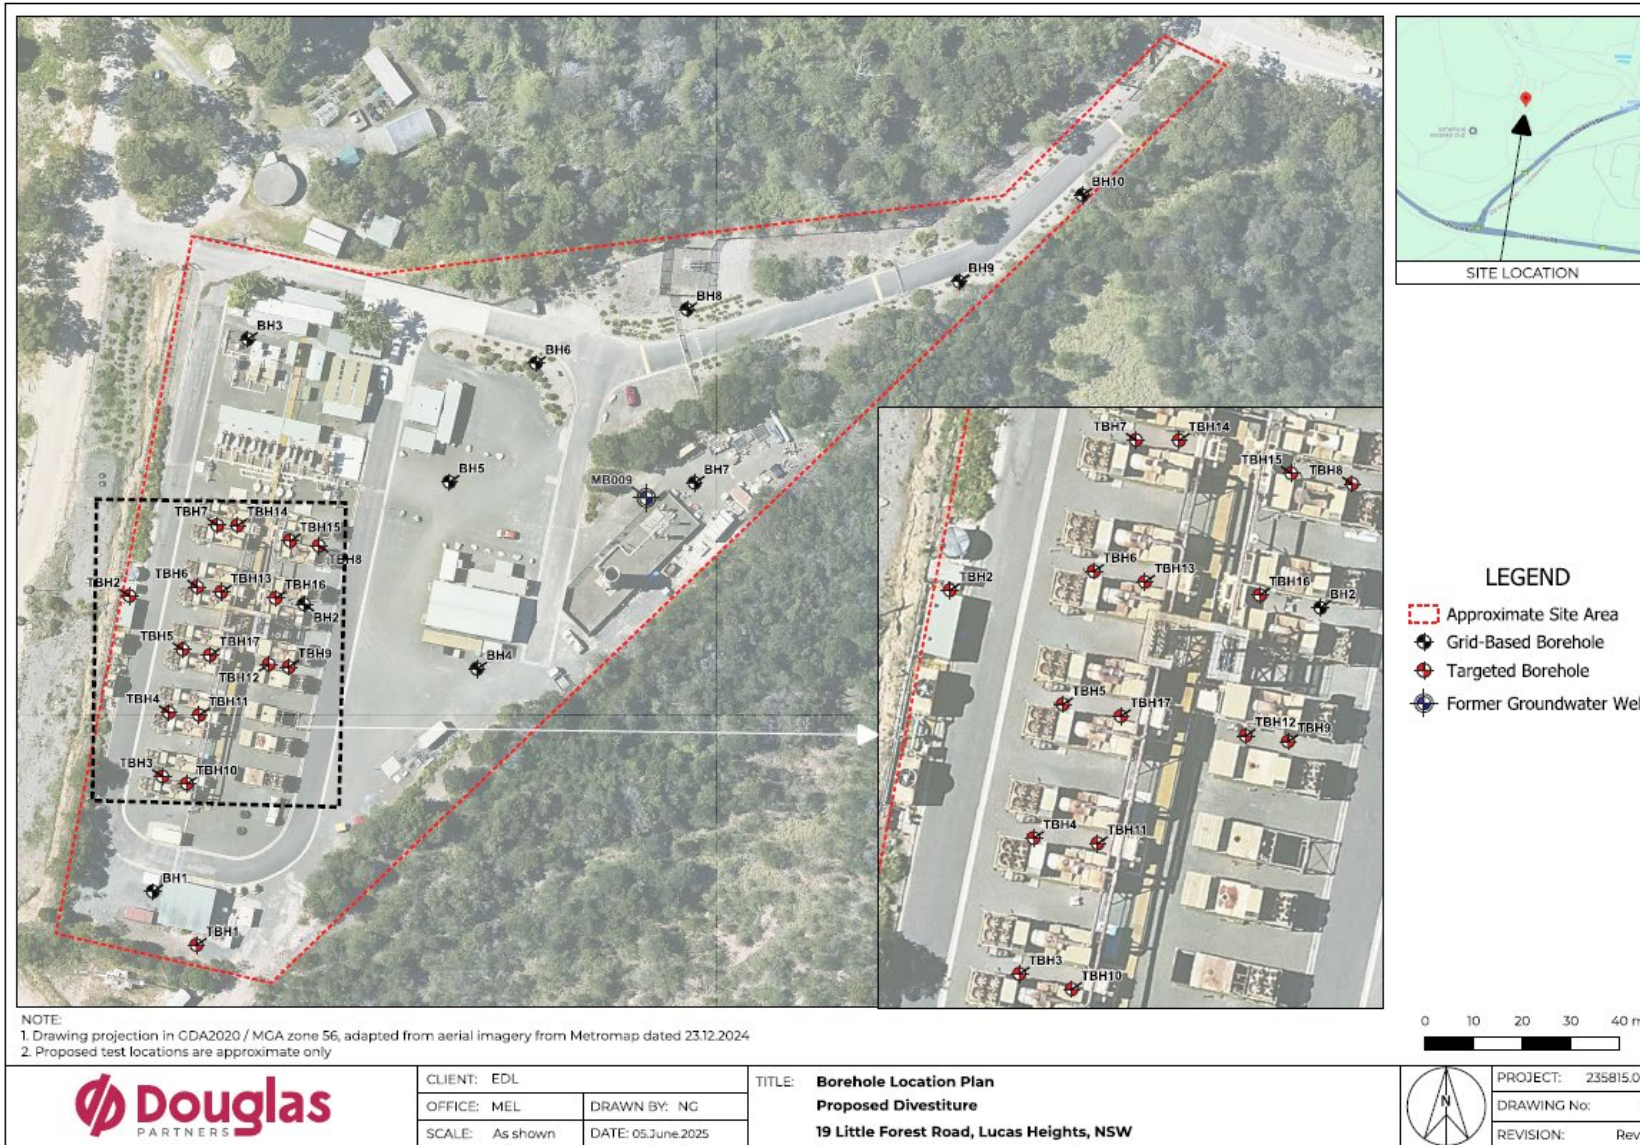 BH10
BH9
BH8
BH3
BH6
BH5
MB009
BH7
TBH7
TBH14
TBH15
TBH8
TBH6
TBH13
TBH16
TBH2
BH2
TBH5
TBH17
TBH9
TBH12
BH4
TBH4
TBH11
TBH3
TBH10
BH1
TBH1
TBH7
TBH14
TBH15
TBH8
TBH6
TBH2
TBH13
TBH16
BH2
TBH5
TBH17
TBH12
TBH9
TBH4
TBH11
TBH3
TBH10
SITE LOCATION
LEGEND
Approximate Site Area
Grid-Based Borehole
Targeted Borehole
Former Groundwater Wel
0 10 20 30 40 m
NOTE:
1. Drawing projection in GDA2020 / MGA zone 56, adapted from aerial imagery from Metromap dated 23.12.2024
2. Proposed test locations are approximate only
Douglas
PARTNERS
CLIENT: EDL
OFFICE: MEL
DRAWN BY: NG
SCALE: As shown
DATE: 05.June.2025
TITLE: Borehole Location Plan
Proposed Divestiture
19 Little Forest Road, Lucas Heights, NSW
N
PROJECT: 235815.0
DRAWING No:
REVISION: Rev